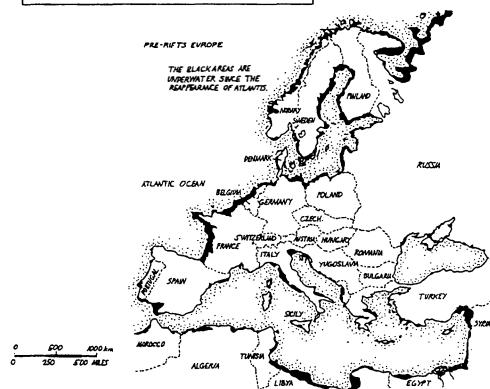 PRE-RIFTS EUROPE
THE BLACK AREAS ARE
UNDERWATER SINCE THE
REAPPEARANCE OF ATLANTIS.
NORWAY
SWEDEN
FINLAND
DENMARK
RUSSIA
ATLANTIC OCEAN
BELGIUM
GERMANY
POLAND
CZECH.
FRANCE
SWITZERLAND
AUSTRIA
HUNGARY
ROMANIA
ITALY
YUGOSLAVIA
BULGARIA
PORTUGAL
SPAIN
SICILY
TURKEY
SYRIA
MOROCCO
ALGERIA
TUNISIA
LIBYA
EGYPT
0 500 1000 km
0 250 500 MILES